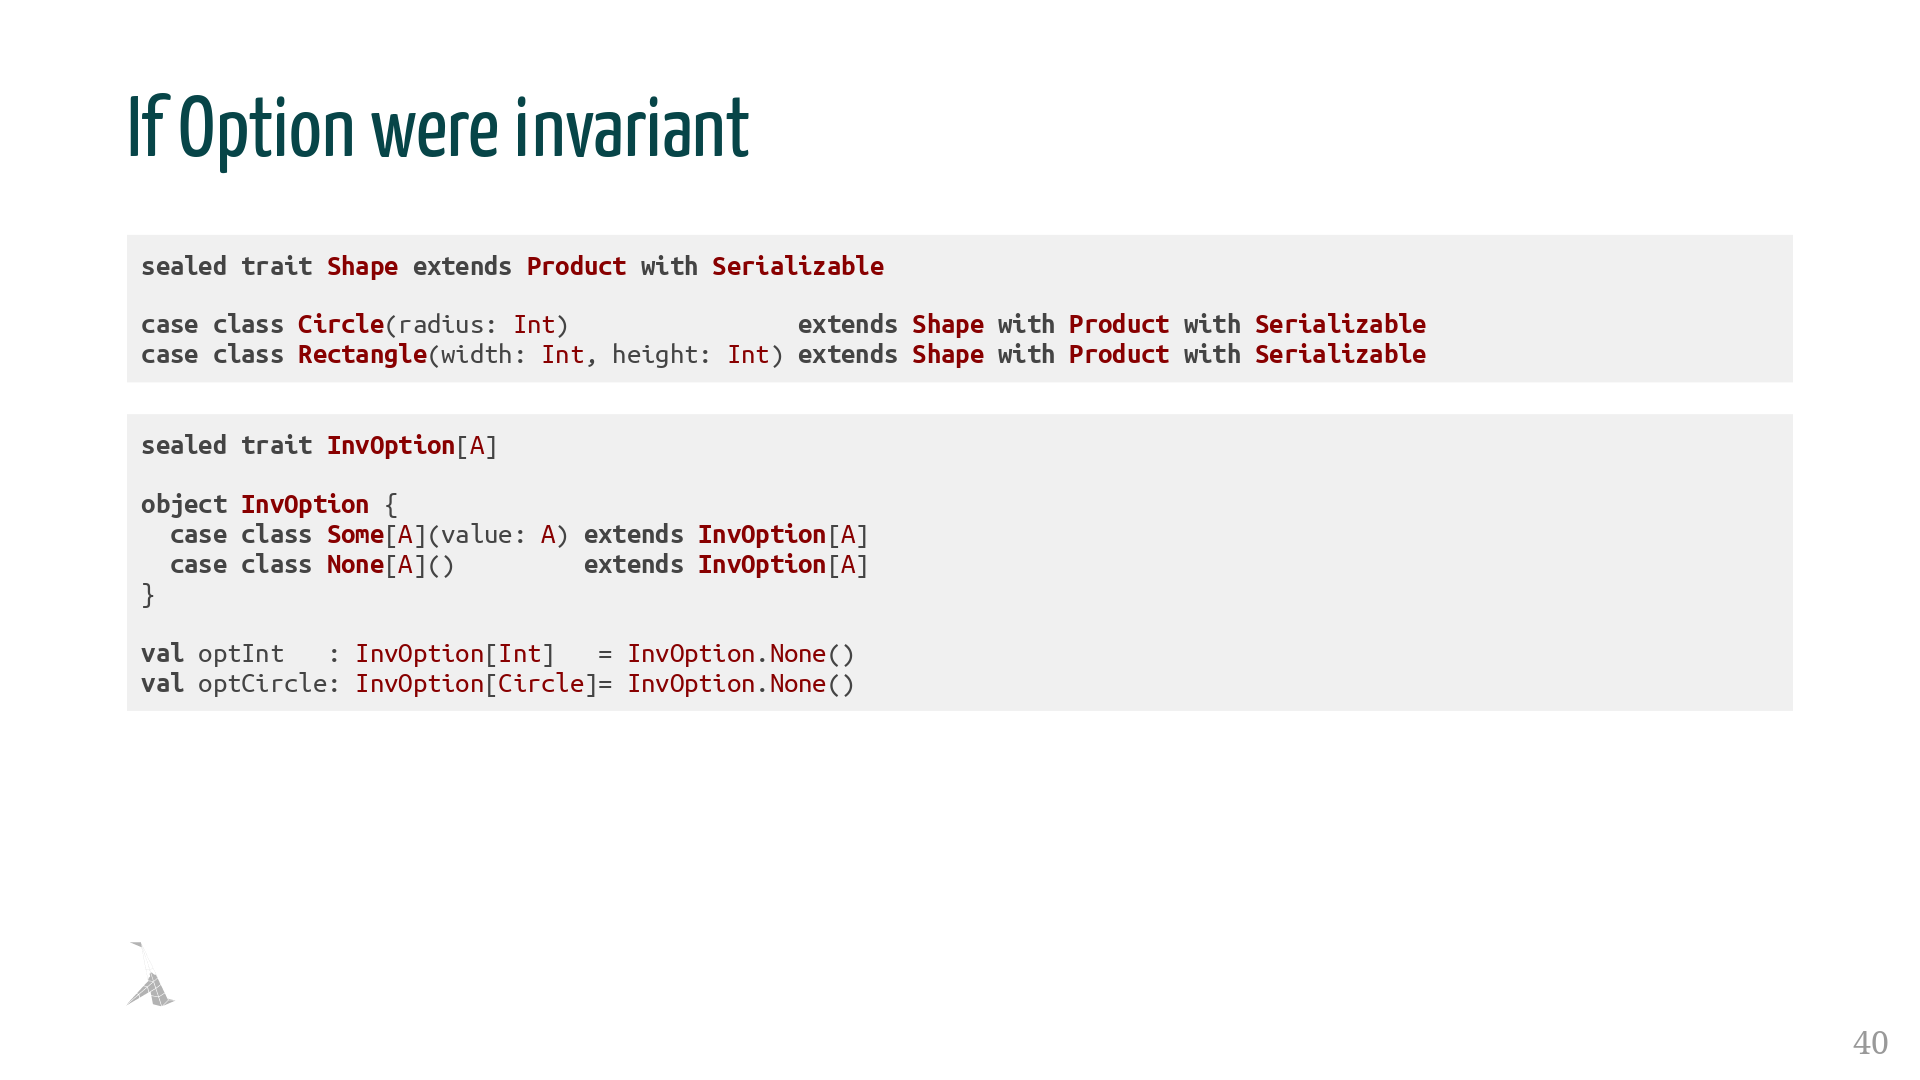 If Option were invariant
sealed trait Shape extends Product with Serializable
case class Circle(radius: Int)                extends Shape with Product with Serializable
case class Rectangle(width: Int, height: Int) extends Shape with Product with Serializable
sealed trait InvOption[A]
object InvOption {
  case class Some[A](value: A) extends InvOption[A]
  case class None[A]()         extends InvOption[A]
}
val optInt   : InvOption[Int]   = InvOption.None()
val optCircle: InvOption[Circle]= InvOption.None()
40